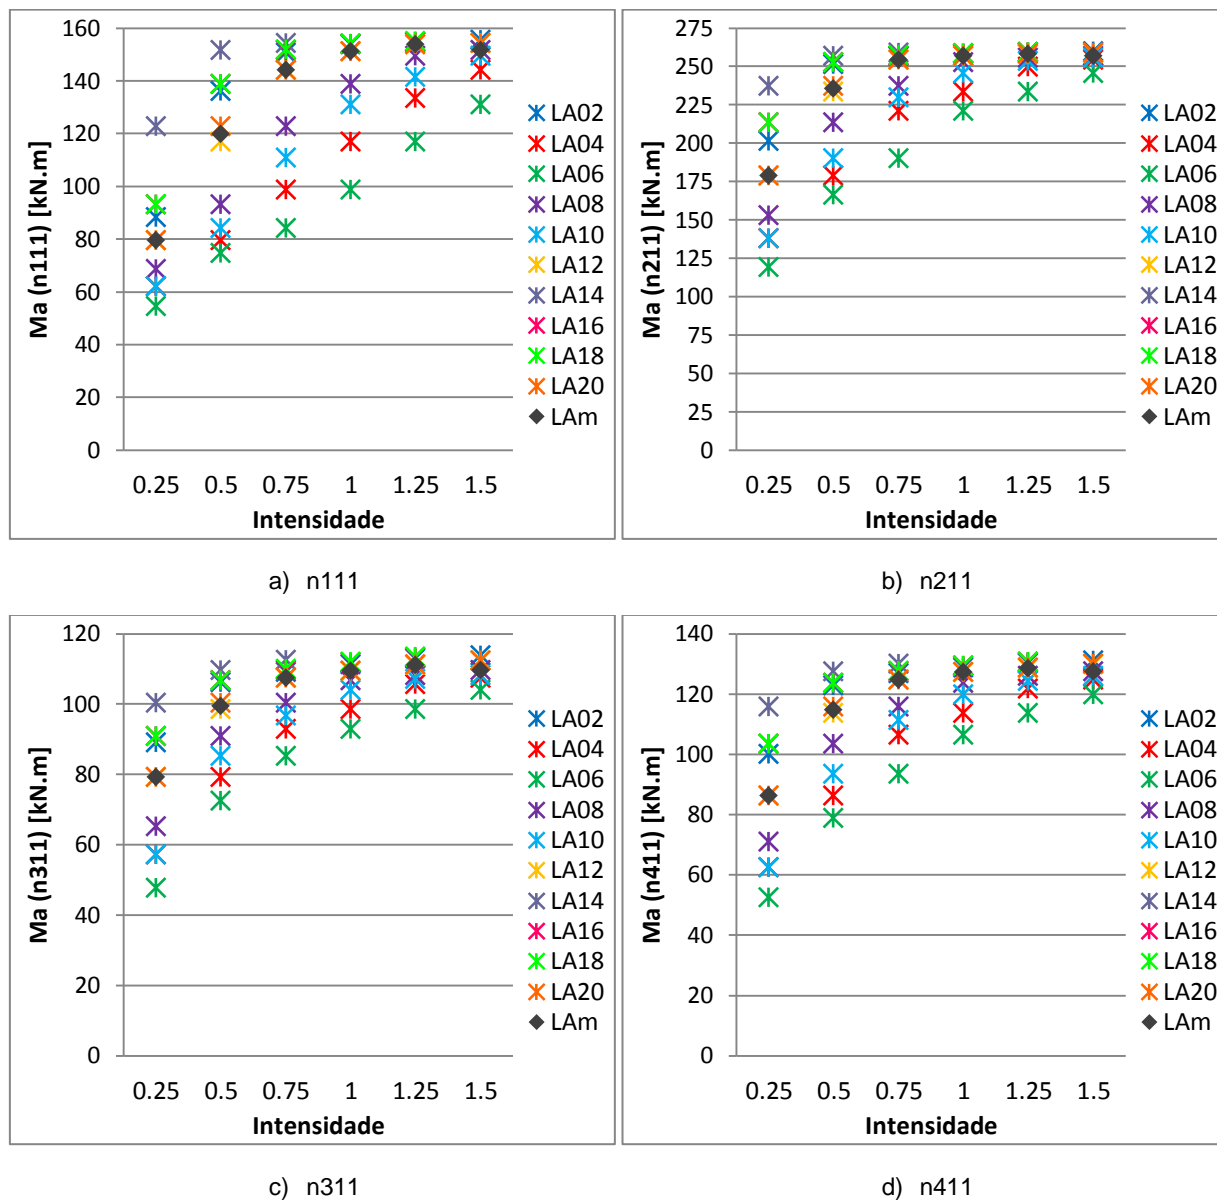 160
140
120
100
80
60
40
20
0
Ma (n111) [kN.m]
0.25 0.5 0.75 1 1.25 1.5
Intensidade
LA02
LA04
LA06
LA08
LA10
LA12
LA14
LA16
LA18
LA20
LAm
275
250
225
200
175
150
125
100
75
50
25
0
Ma (n211) [kN.m]
0.25 0.5 0.75 1 1.25 1.5
Intensidade
LA02
LA04
LA06
LA08
LA10
LA12
LA14
LA16
LA18
LA20
LAm
a) n111
b) n211
120
100
80
60
40
20
0
Ma (n311) [kN.m]
0.25 0.5 0.75 1 1.25 1.5
Intensidade
LA02
LA04
LA06
LA08
LA10
LA12
LA14
LA16
LA18
LA20
LAm
140
120
100
80
60
40
20
0
Ma (n411) [kN.m]
0.25 0.5 0.75 1 1.25 1.5
Intensidade
LA02
LA04
LA06
LA08
LA10
LA12
LA14
LA16
LA18
LA20
LAm
c) n311
d) n411